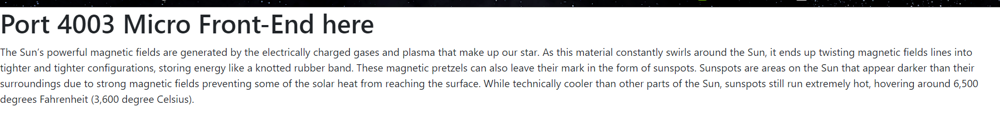 Port 4003 Micro Front-End here
The Sun’s powerful magnetic fields are generated by the electrically charged gases and plasma that make up our star. As this material constantly swirls around the Sun, it ends up twisting magnetic fields lines into
tighter and tighter configurations, storing energy like a knotted rubber band. These magnetic pretzels can also leave their mark in the form of sunspots. Sunspots are areas on the Sun that appear darker than their
surroundings due to strong magnetic fields preventing some of the solar heat from reaching the surface. While technically cooler than other parts of the Sun, sunspots still run extremely hot, hovering around 6,500
degrees Fahrenheit (3,600 degree Celsius).